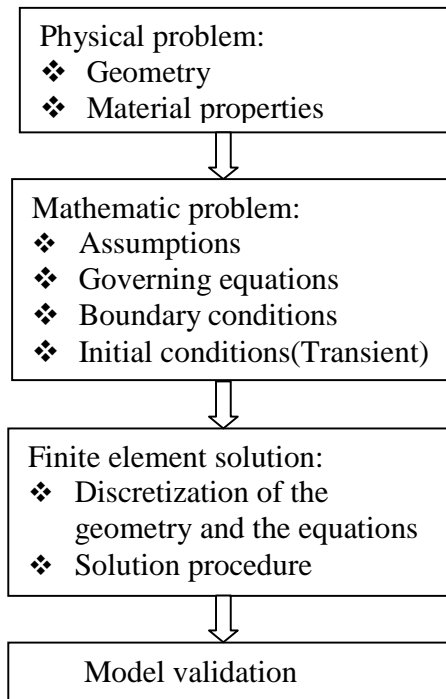 Physical problem:
❖ Geometry
❖ Material properties
Mathematic problem:
❖ Assumptions
❖ Governing equations
❖ Boundary conditions
❖ Initial conditions(Transient)
Finite element solution:
❖ Discretization of the
geometry and the equations
❖ Solution procedure
Model validation